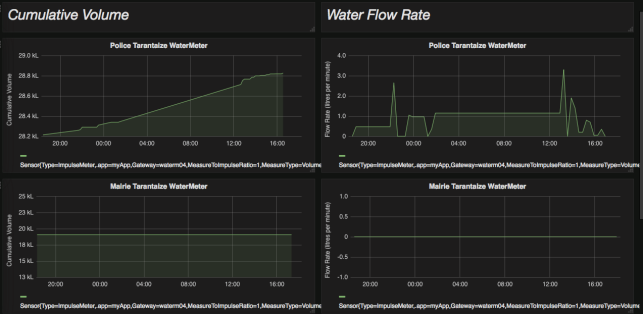 Cumulative Volume
Water Flow Rate
Police Tarantaize WaterMeter
29.0 kL
28.8 kL
28.6 kL
28.4 kL
28.2 kL
Cumulative Volume
20:00 00:00 04:00 08:00 12:00 16:00
Sensor{Type=ImpulseMeter,.app=myApp,Gateway=waterm04,MeasureToImpulseRatio=1,MeasureType=Volume
Police Tarantaize WaterMeter
4.0
3.0
2.0
1.0
0
Flow Rate (litres per minute)
20:00 00:00 04:00 08:00 12:00 16:00
Sensor{Type=ImpulseMeter,.app=myApp,Gateway=waterm04,MeasureToImpulseRatio=1,MeasureType=Volume
Mairie Tarantaize WaterMeter
25 kL
23 kL
20 kL
18 kL
15 kL
13 kL
Cumulative Volume
20:00 00:00 04:00 08:00 12:00 16:00
Sensor{Type=ImpulseMeter,.app=myApp,Gateway=waterm04,MeasureToImpulseRatio=1,MeasureType=Volume
Mairie Tarantaize WaterMeter
1.0
0.5
0
-0.5
-1.0
Flow Rate (litres per minute)
20:00 00:00 04:00 08:00 12:00 16:00
Sensor{Type=ImpulseMeter,.app=myApp,Gateway=waterm04,MeasureToImpulseRatio=1,MeasureType=Volume